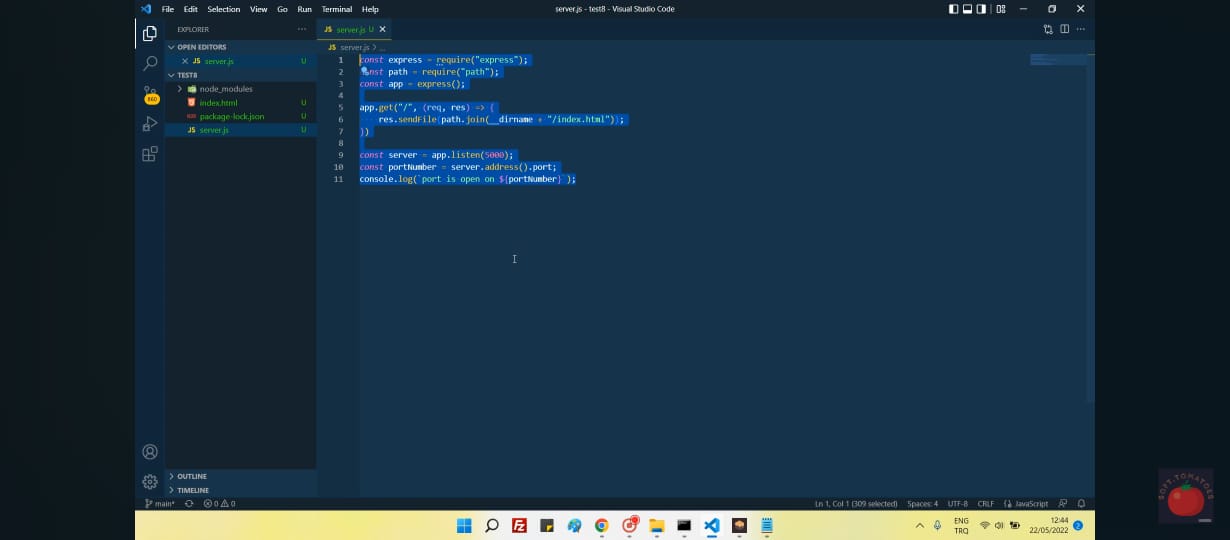 File Edit Selection View Go Run Terminal Help
server.js - test8 - Visual Studio Code
EXPLORER
OPEN EDITORS
JS server.js U
TEST8
node_modules
index.html U
package-lock.json U
JS server.js U
OUTLINE
TIMELINE
860
JS server.js U
JS server.js > ...
1 const express = require("express");
2 const path = require("path");
3 const app = express();
4
5 app.get("/", (req, res) => {
6 res.sendFile(path.join(__dirname + "/index.html"));
7 })
8
9 const server = app.listen(5000);
10 const portNumber = server.address().port;
11 console.log(`port is open on ${portNumber}`);
main* 0 0
Ln 1, Col 1 (309 selected) Spaces: 4 UTF-8 CRLF JavaScript
ENG
TRQ
12:44
22/05/2022
2
SOFT.TOMATOES